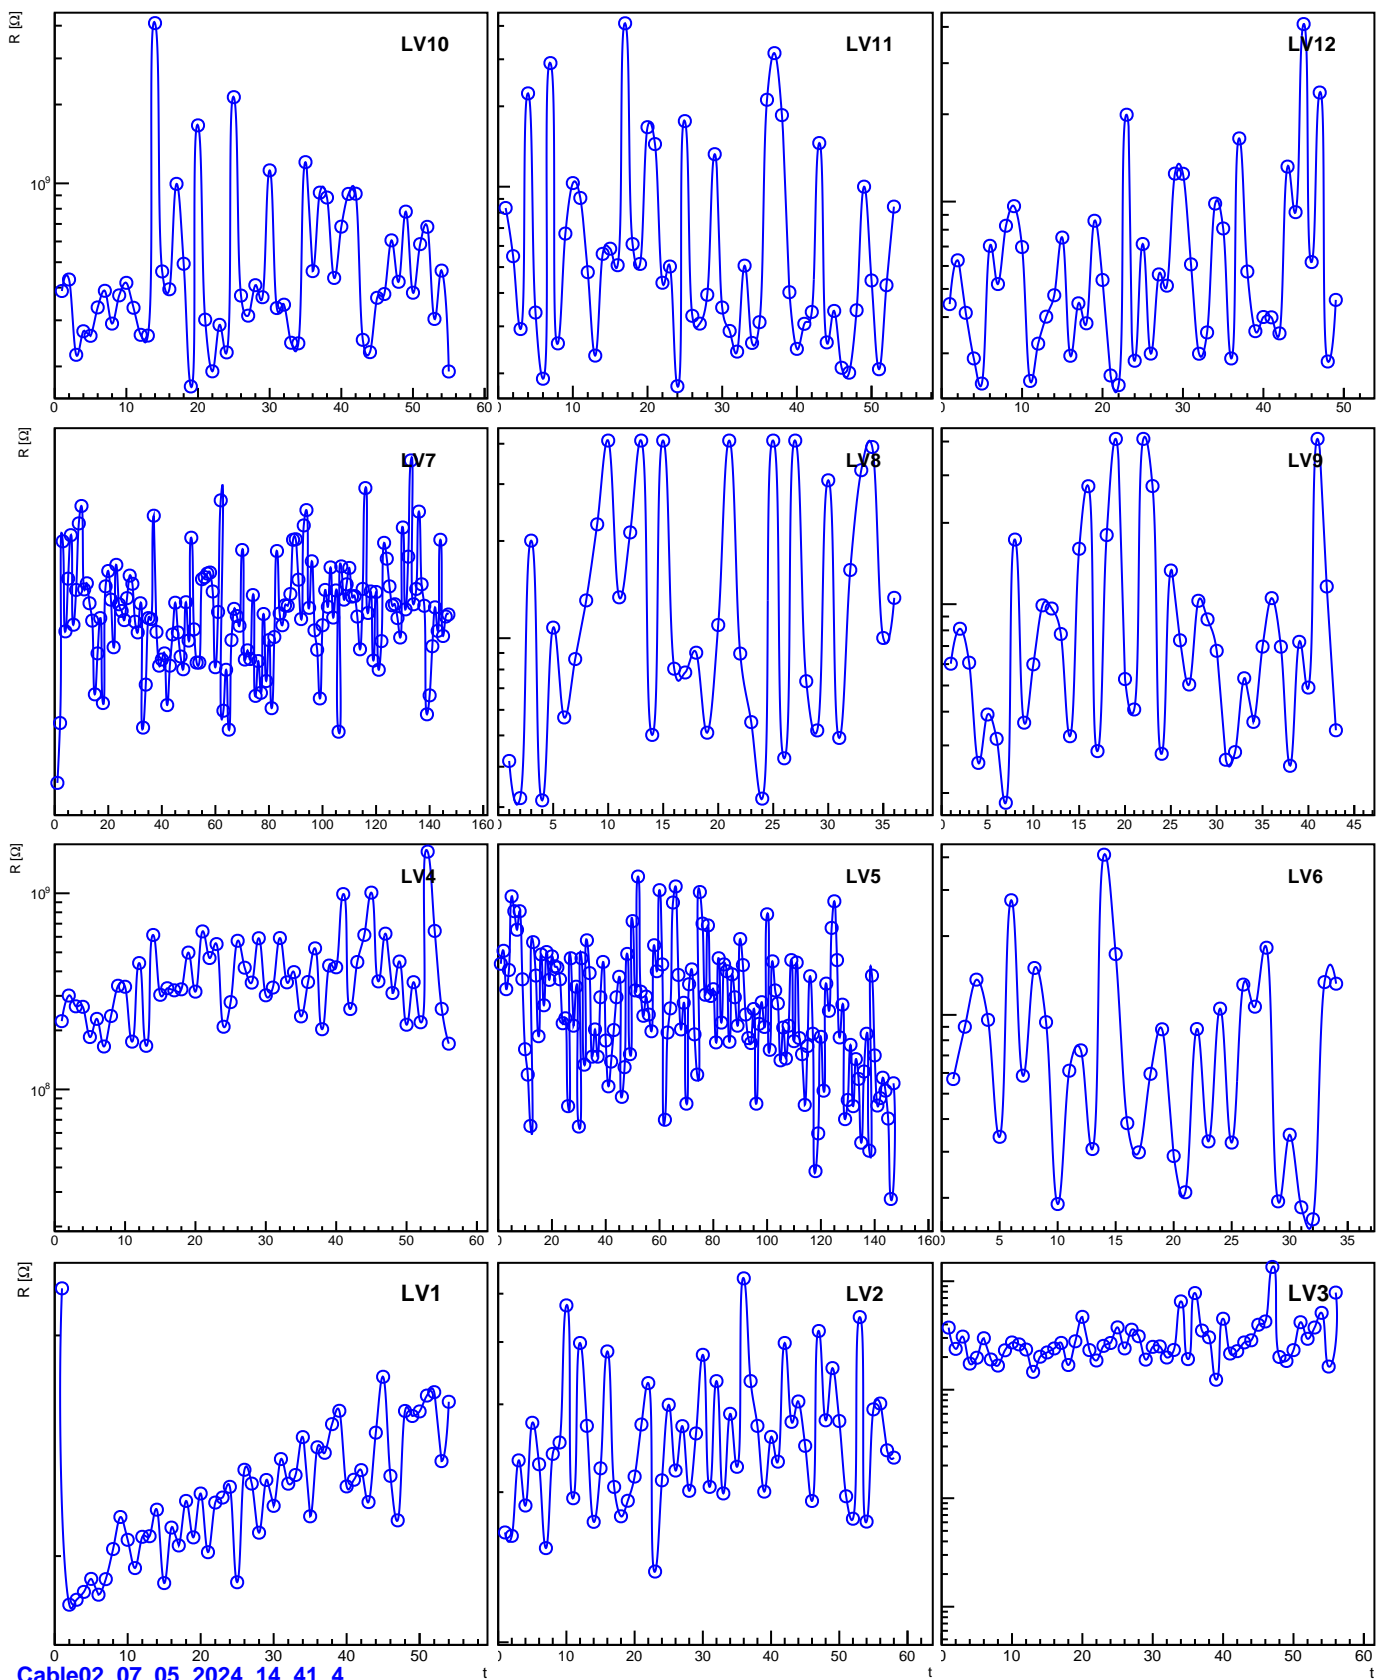 R [Ω]
LV10
LV11
LV12
10⁹
0 10 20 30 40 50 60
10 20 30 40 50
10 20 30 40 50
R [Ω]
LV7
LV8
LV9
0 20 40 60 80 100 120 140 160
5 10 15 20 25 30 35
5 10 15 20 25 30 35 40 45
R [Ω]
LV4
LV5
LV6
10⁹
10⁸
0 10 20 30 40 50 60
20 40 60 80 100 120 140 160
5 10 15 20 25 30 35
R [Ω]
LV1
LV2
LV3
0 10 20 30 40 50
10 20 30 40 50 60
10 20 30 40 50 60
t
t
t
Cable02_07_05_2024_14_41_4